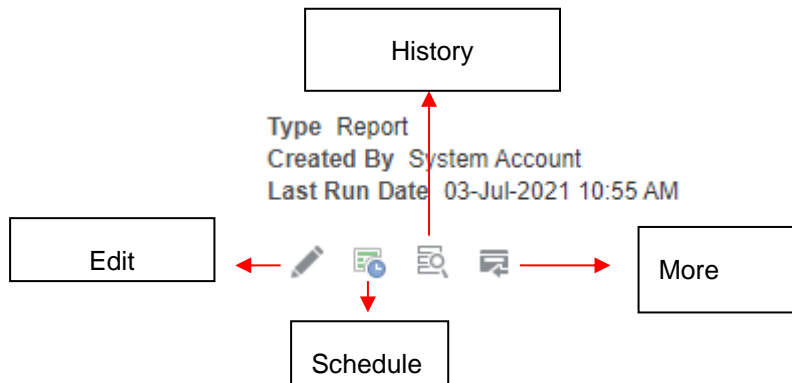 History
Type Report
Created By System Account
Last Run Date 03-Jul-2021 10:55 AM
Edit
More
Schedule